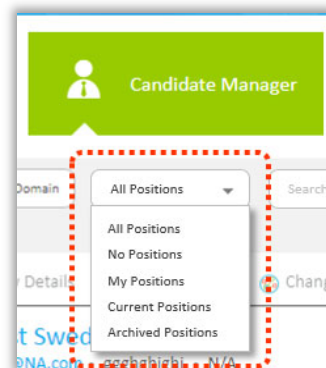 Candidate Manager
Domain All Positions Search
All Positions
No Positions
My Positions
Current Positions
Archived Positions
Details Chang
t Swed
@NA.com N/A